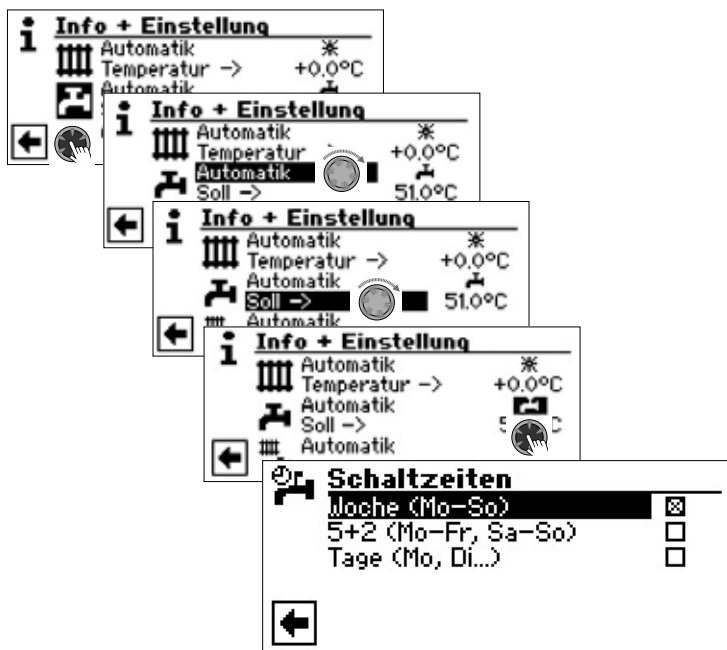 i Info + Einstellung
Automatik
Temperatur -> +0.0°C
Automatik
i Info + Einstellung
Automatik
Temperatur +0.0°C
Automatik
Soll -> 51.0°C
i Info + Einstellung
Automatik
Temperatur -> +0.0°C
Automatik
Soll -> 51.0°C
Automatik
i Info + Einstellung
Automatik
Temperatur -> +0.0°C
Automatik
Soll ->
Automatik
Schaltzeiten
Woche (Mo-So)
5+2 (Mo-Fr, Sa-So)
Tage (Mo, Di...)